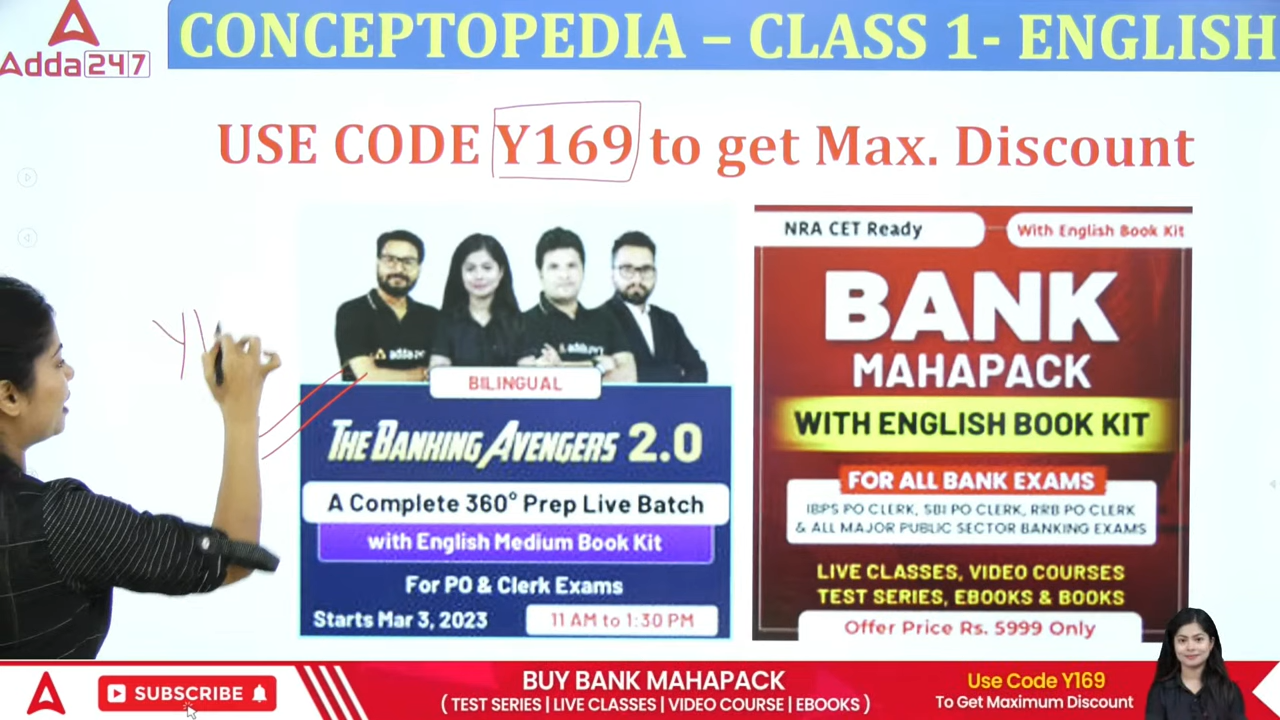 CONCEPTOPEDIA – CLASS 1- ENGLISH
Adda247
USE CODE Y169 to get Max. Discount
Y1
adda247
adda247
BILINGUAL
THE BANKING AVENGERS 2.0
A Complete 360° Prep Live Batch
with English Medium Book Kit
For PO & Clerk Exams
Starts Mar 3, 2023
11 AM to 1:30 PM
NRA CET Ready
With English Book Kit
BANK
MAHAPACK
WITH ENGLISH BOOK KIT
FOR ALL BANK EXAMS
IBPS PO CLERK, SBI PO CLERK, RRB PO CLERK
& ALL MAJOR PUBLIC SECTOR BANKING EXAMS
LIVE CLASSES, VIDEO COURSES
TEST SERIES, EBOOKS & BOOKS
Offer Price Rs. 5999 Only
SUBSCRIBE
BUY BANK MAHAPACK
( TEST SERIES | LIVE CLASSES | VIDEO COURSE | EBOOKS )
Use Code Y169
To Get Maximum Discount